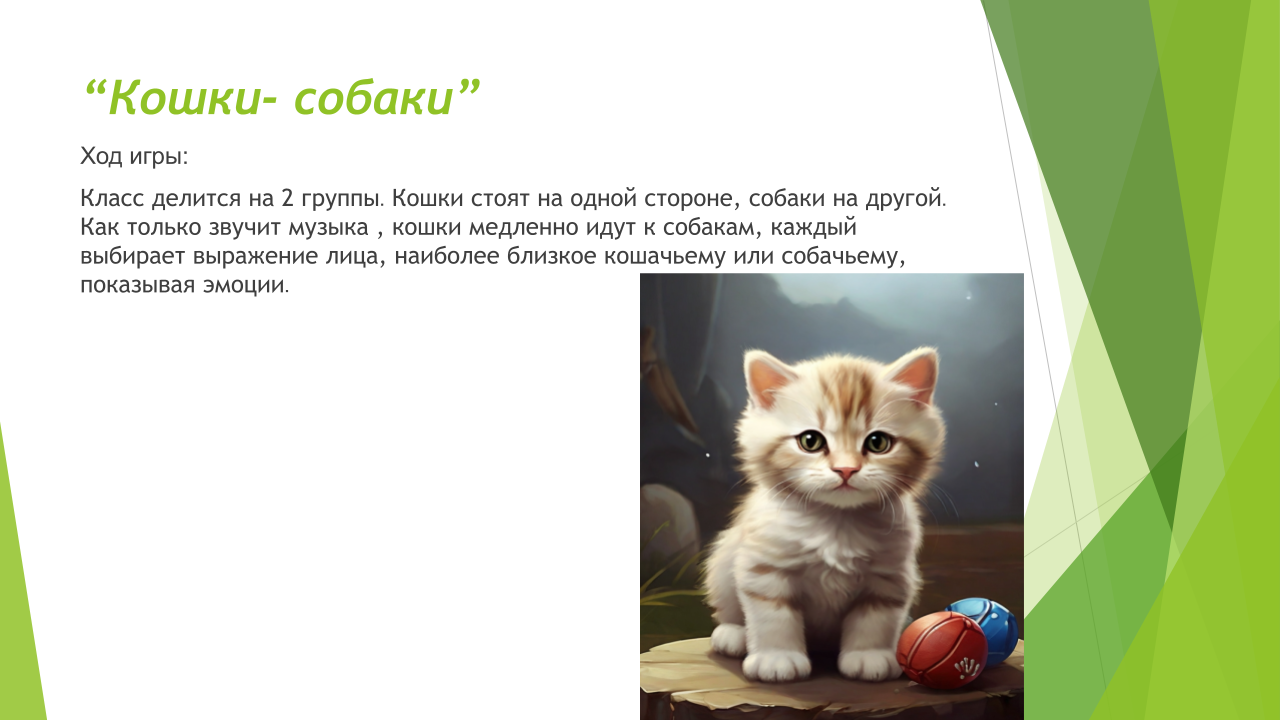 “Кошки- собаки”
Ход игры:
Класс делится на 2 группы. Кошки стоят на одной стороне, собаки на другой.
Как только звучит музыка , кошки медленно идут к собакам, каждый
выбирает выражение лица, наиболее близкое кошачьему или собачьему,
показывая эмоции.